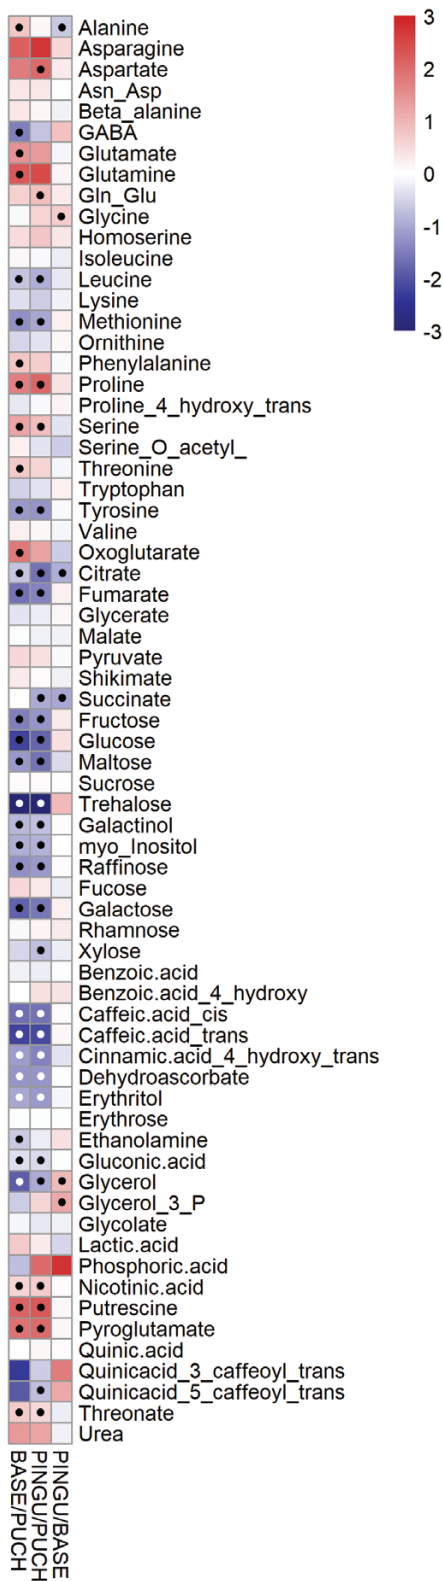 Alanine
Asparagine
Aspartate
Asn_Asp
Beta_alanine
GABA
Glutamate
Glutamine
Gln_Glu
Glycine
Homoserine
Isoleucine
Leucine
Lysine
Methionine
Ornithine
Phenylalanine
Proline
Proline_4_hydroxy_trans
Serine
Serine_O_acetyl_
Threonine
Tryptophan
Tyrosine
Valine
Oxoglutarate
Citrate
Fumarate
Glycerate
Malate
Pyruvate
Shikimate
Succinate
Fructose
Glucose
Maltose
Sucrose
Trehalose
Galactinol
myo_Inositol
Raffinose
Fucose
Galactose
Rhamnose
Xylose
Benzoic.acid
Benzoic.acid_4_hydroxy
Caffeic.acid_cis
Caffeic.acid_trans
Cinnamic.acid_4_hydroxy_trans
Dehydroascorbate
Erythritol
Erythrose
Ethanolamine
Gluconic.acid
Glycerol
Glycerol_3_P
Glycolate
Lactic.acid
Phosphoric.acid
Nicotinic.acid
Putrescine
Pyroglutamate
Quinic.acid
Quinicacid_3_caffeoyl_trans
Quinicacid_5_caffeoyl_trans
Threonate
Urea
BASE/PUCH
PINGU/PUCH
PINGU/BASE
3
2
1
0
-1
-2
-3